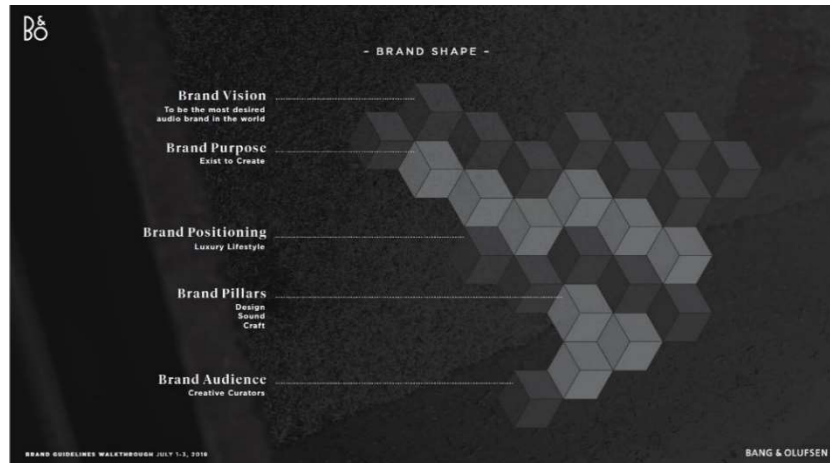 B&O
– BRAND SHAPE –
Brand Vision
To be the most desired
audio brand in the world
Brand Purpose
Exist to Create
Brand Positioning
Luxury Lifestyle
Brand Pillars
Design
Sound
Craft
Brand Audience
Creative Curators
BRAND GUIDELINES WALKTHROUGH JULY 1-3, 2018
BANG & OLUFSEN